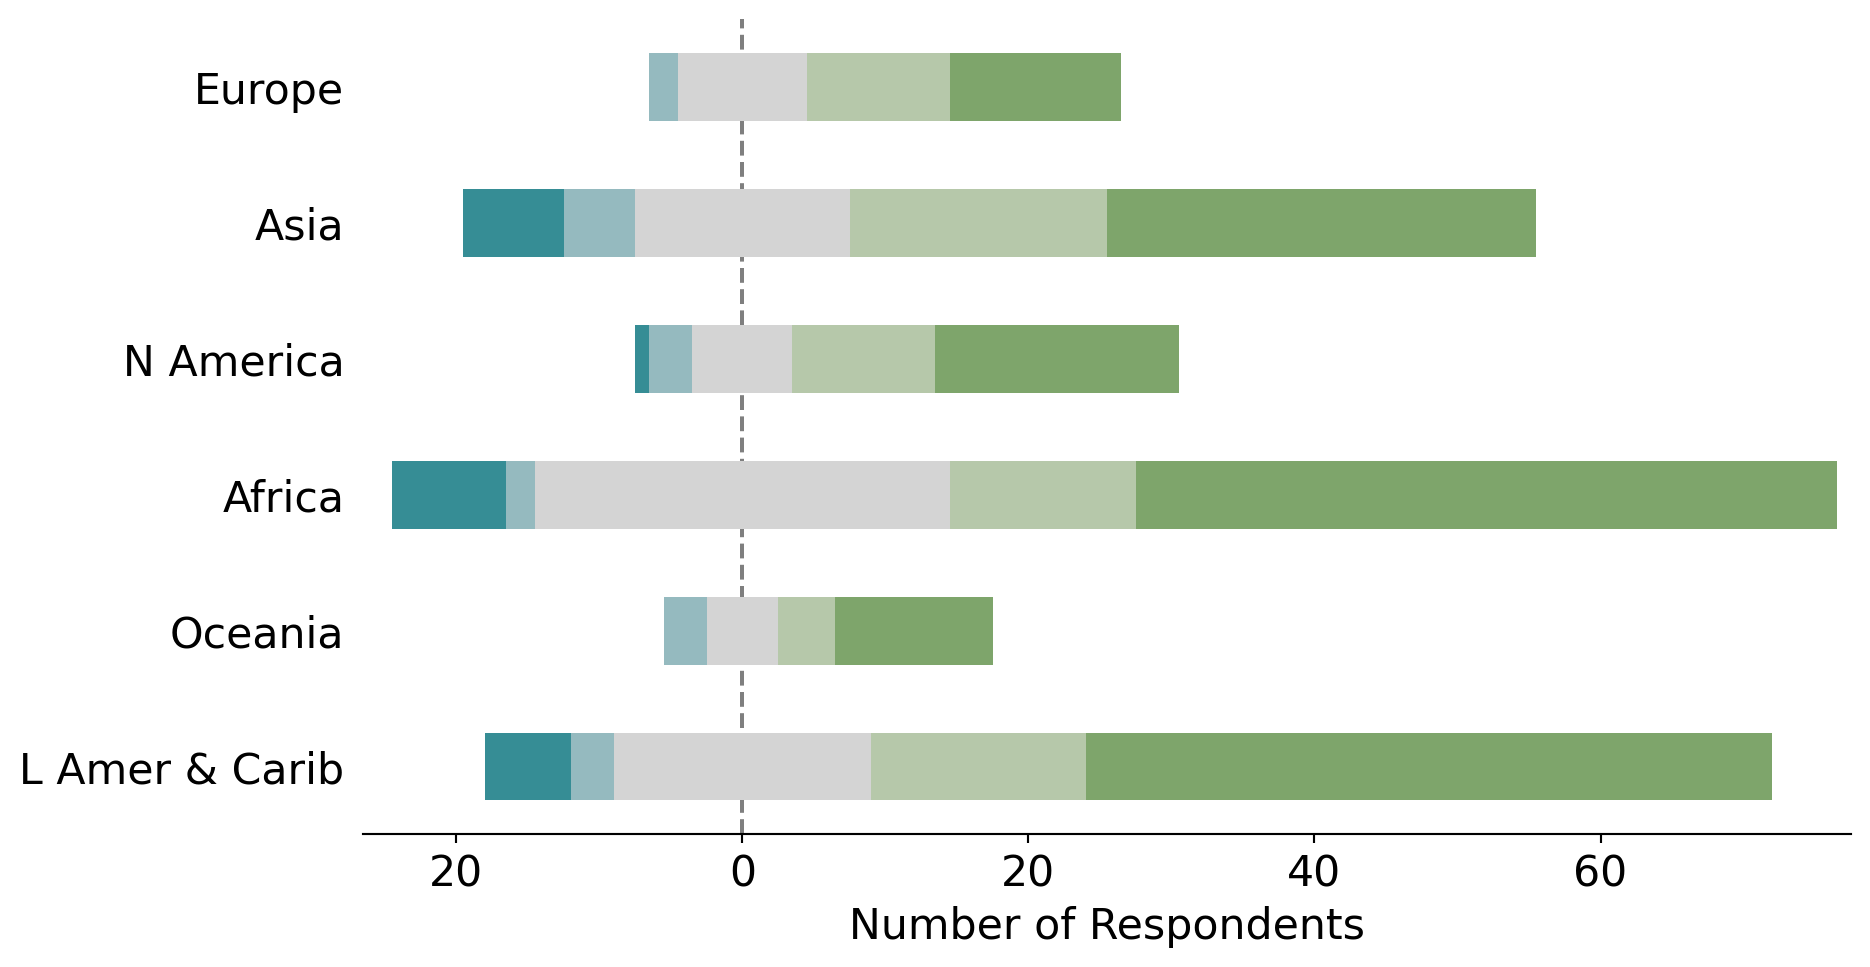 Europe
Asia
N America
Africa
Oceania
L Amer & Carib
20 0 20 40 60
Number of Respondents